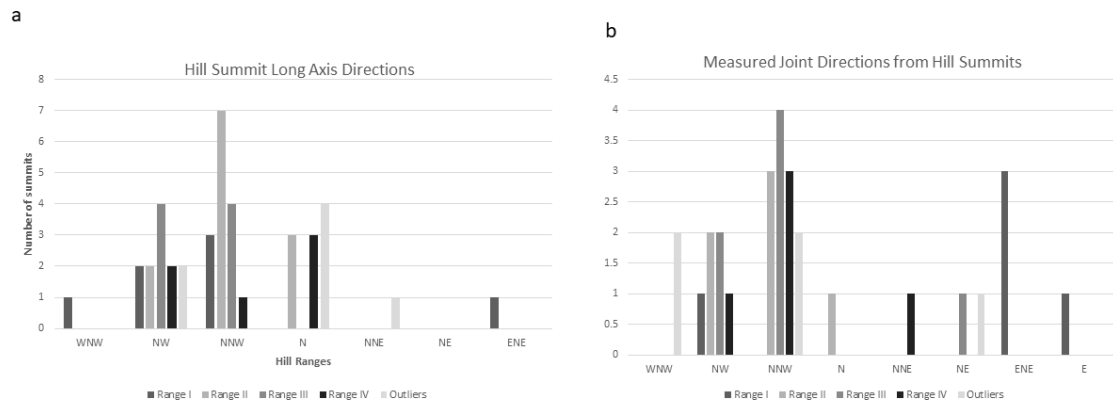 a
Hill Summit Long Axis Directions
8
7
6
5
4
3
2
1
0
Number of summits
WNW NW NNW N NNE NE ENE
Hill Ranges
Range I Range II Range III Range IV Outliers
b
Measured Joint Directions from Hill Summits
4.5
4
3.5
3
2.5
2
1.5
1
0.5
0
WNW NW NNW N NNE NE ENE E
Range I Range II Range III Range IV Outliers